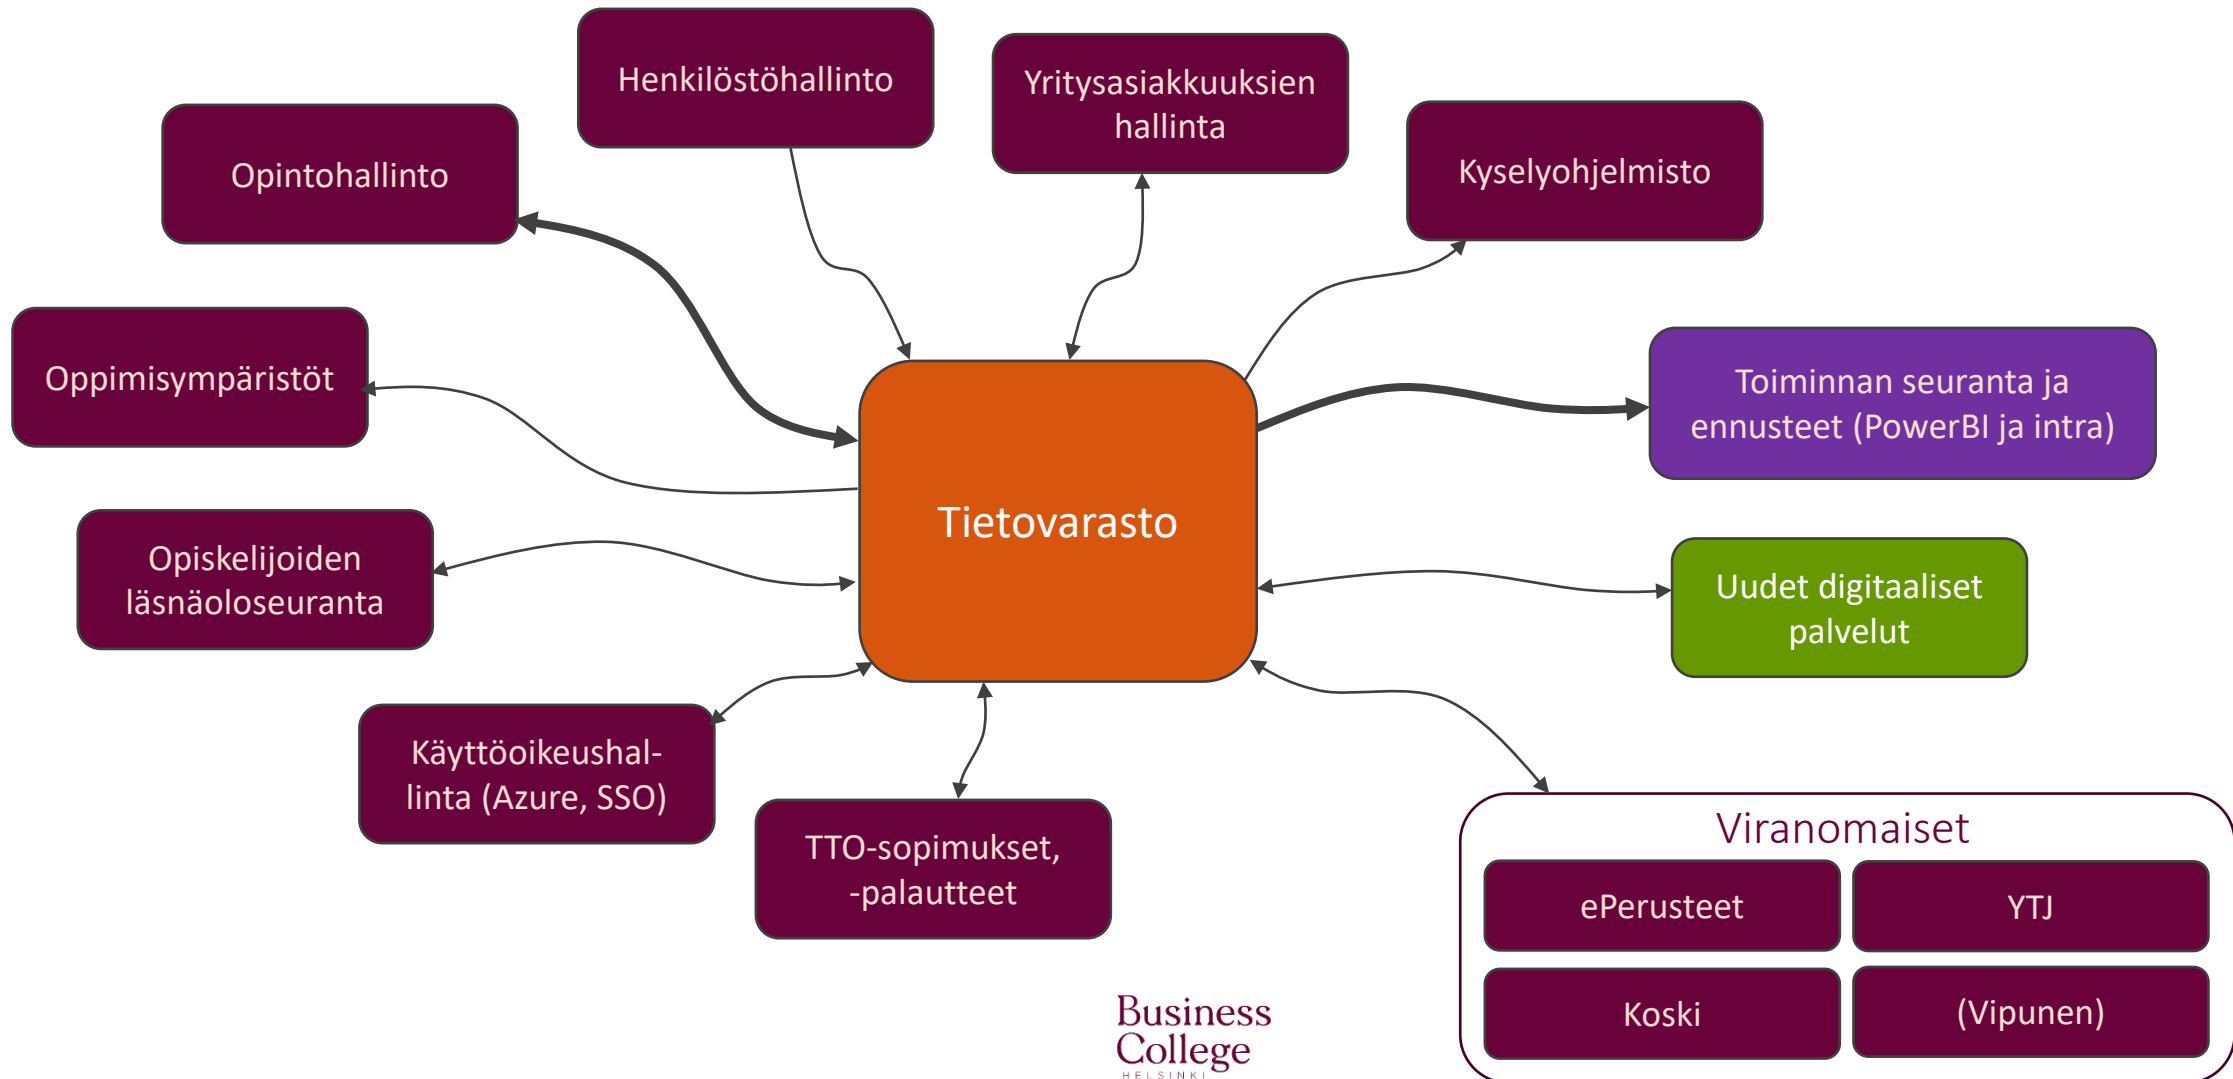 Henkilöstöhallinto
Yritysasiakkuuksien
hallinta
Kyselyohjelmisto
Opintohallinto
Oppimisympäristöt
Toiminnan seuranta ja
ennusteet (PowerBI ja intra)
Tietovarasto
Opiskelijoiden
läsnäoloseuranta
Uudet digitaaliset
palvelut
Käyttöoikeushal-
linta (Azure, SSO)
TTO-sopimukset,
-palautteet
Viranomaiset
ePerusteet
YTJ
Koski
(Vipunen)
Business
College
HELSINKI